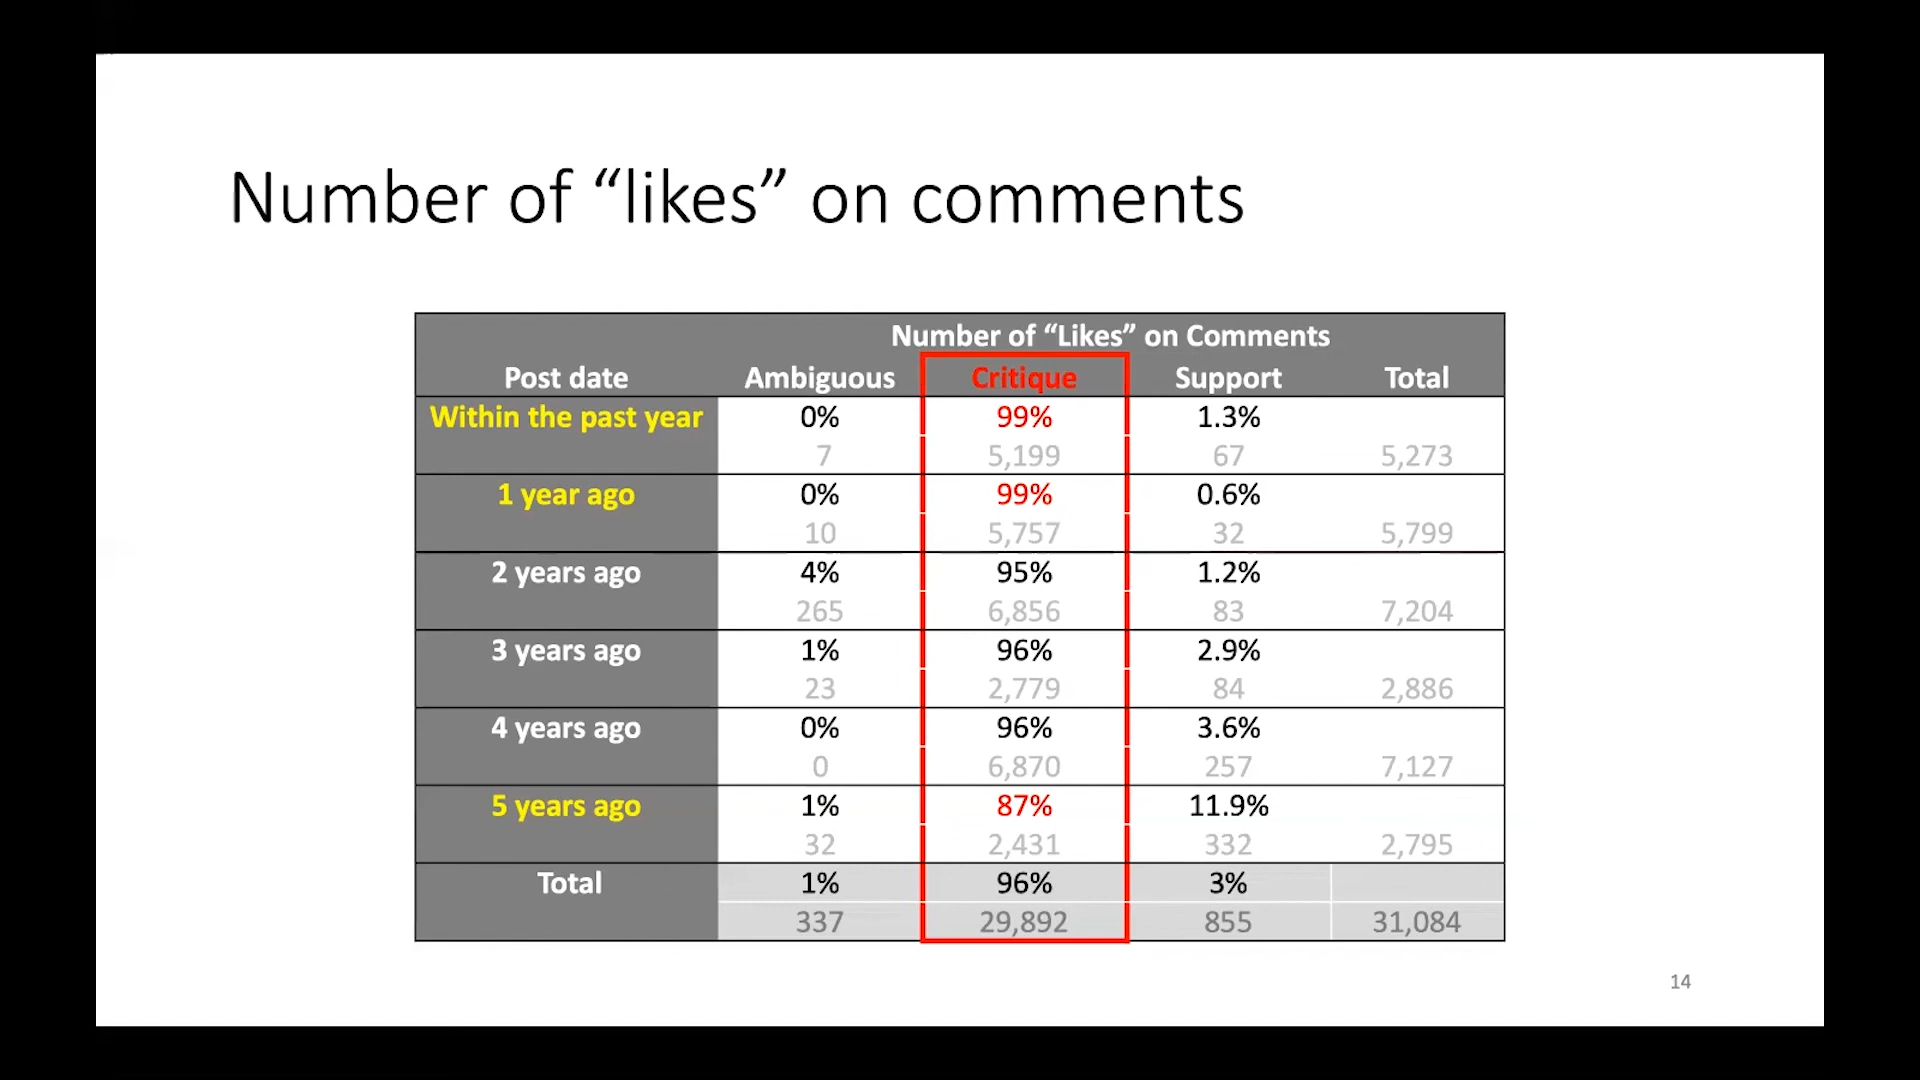 Number of “likes” on comments
Number of “Likes” on Comments
Post date Ambiguous Critique Support Total
Within the past year 0% 99% 1.3%
7 5,199 67 5,273
1 year ago 0% 99% 0.6%
10 5,757 32 5,799
2 years ago 4% 95% 1.2%
265 6,856 83 7,204
3 years ago 1% 96% 2.9%
23 2,779 84 2,886
4 years ago 0% 96% 3.6%
0 6,870 257 7,127
5 years ago 1% 87% 11.9%
32 2,431 332 2,795
Total 1% 96% 3%
337 29,892 855 31,084
14